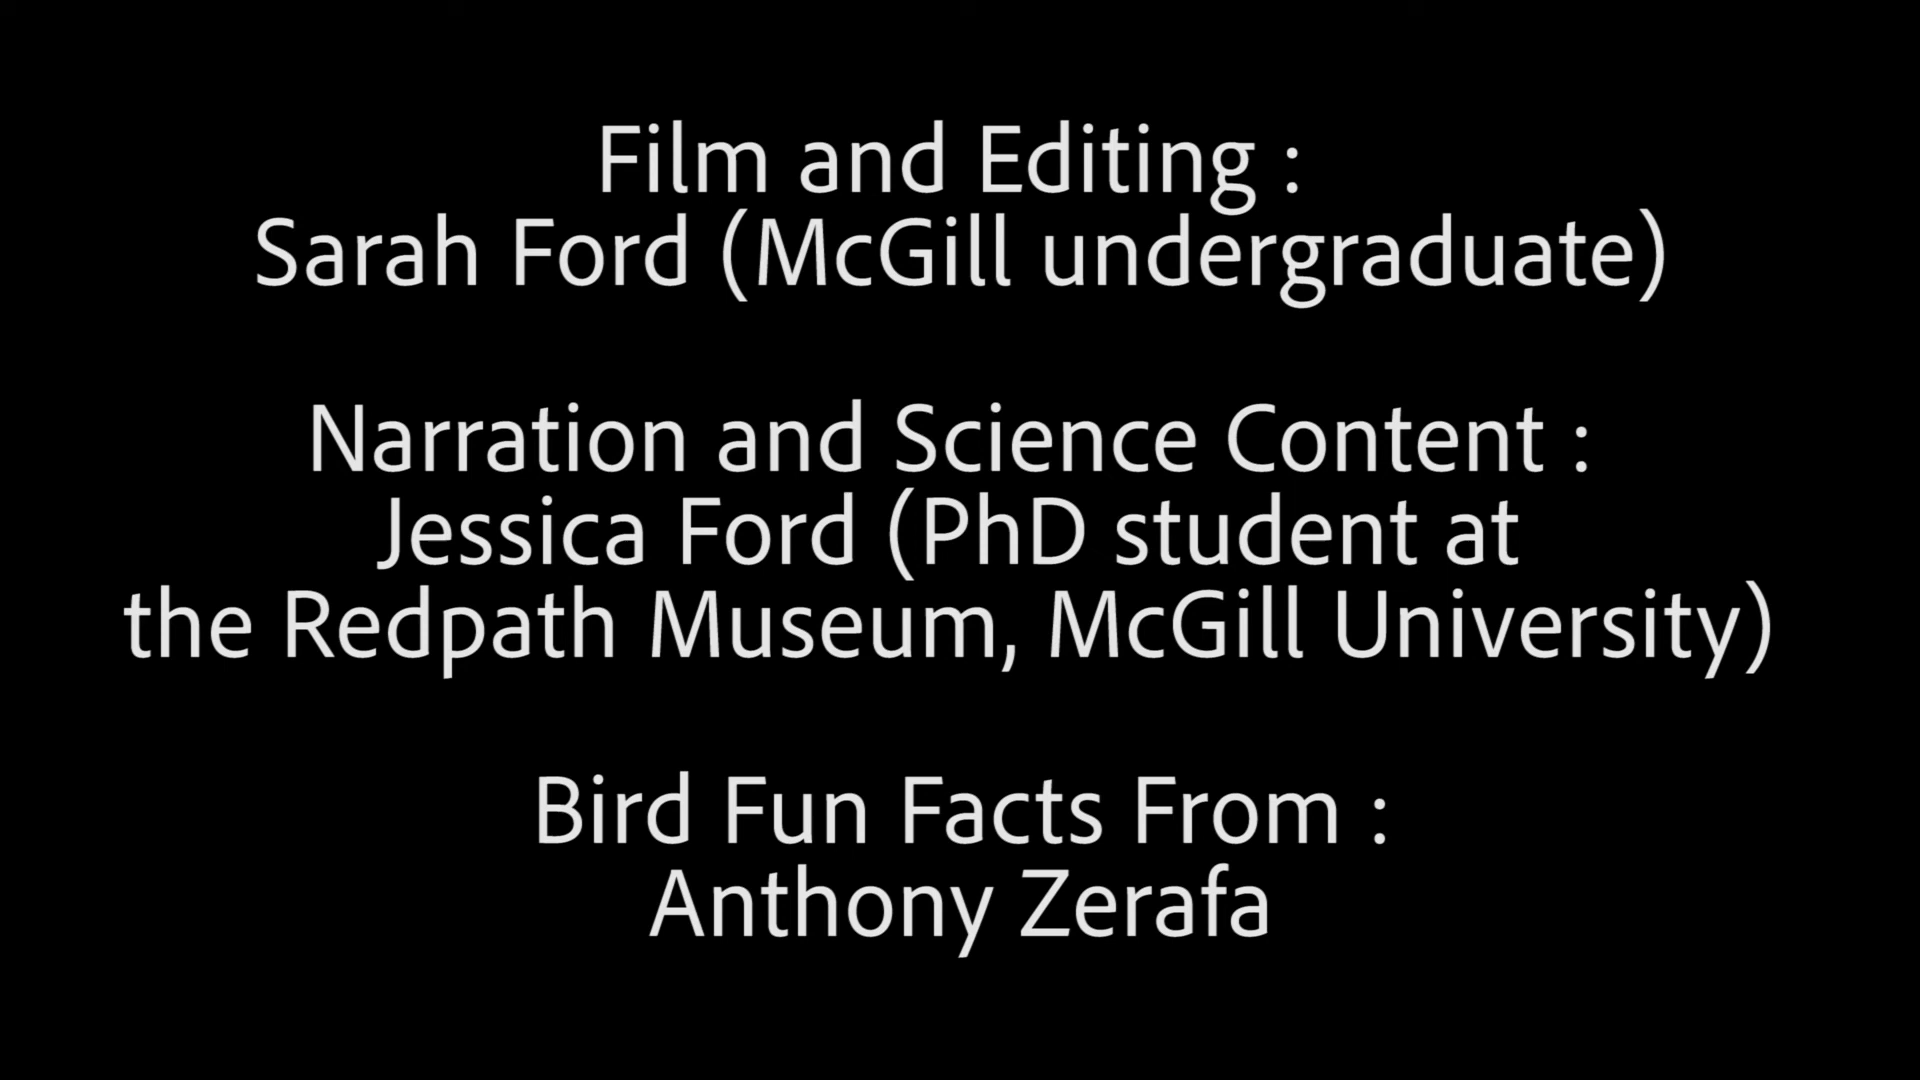 Film and Editing :
Sarah Ford (McGill undergraduate)
Narration and Science Content :
Jessica Ford (PhD student at
the Redpath Museum, McGill University)
Bird Fun Facts From :
Anthony Zerafa